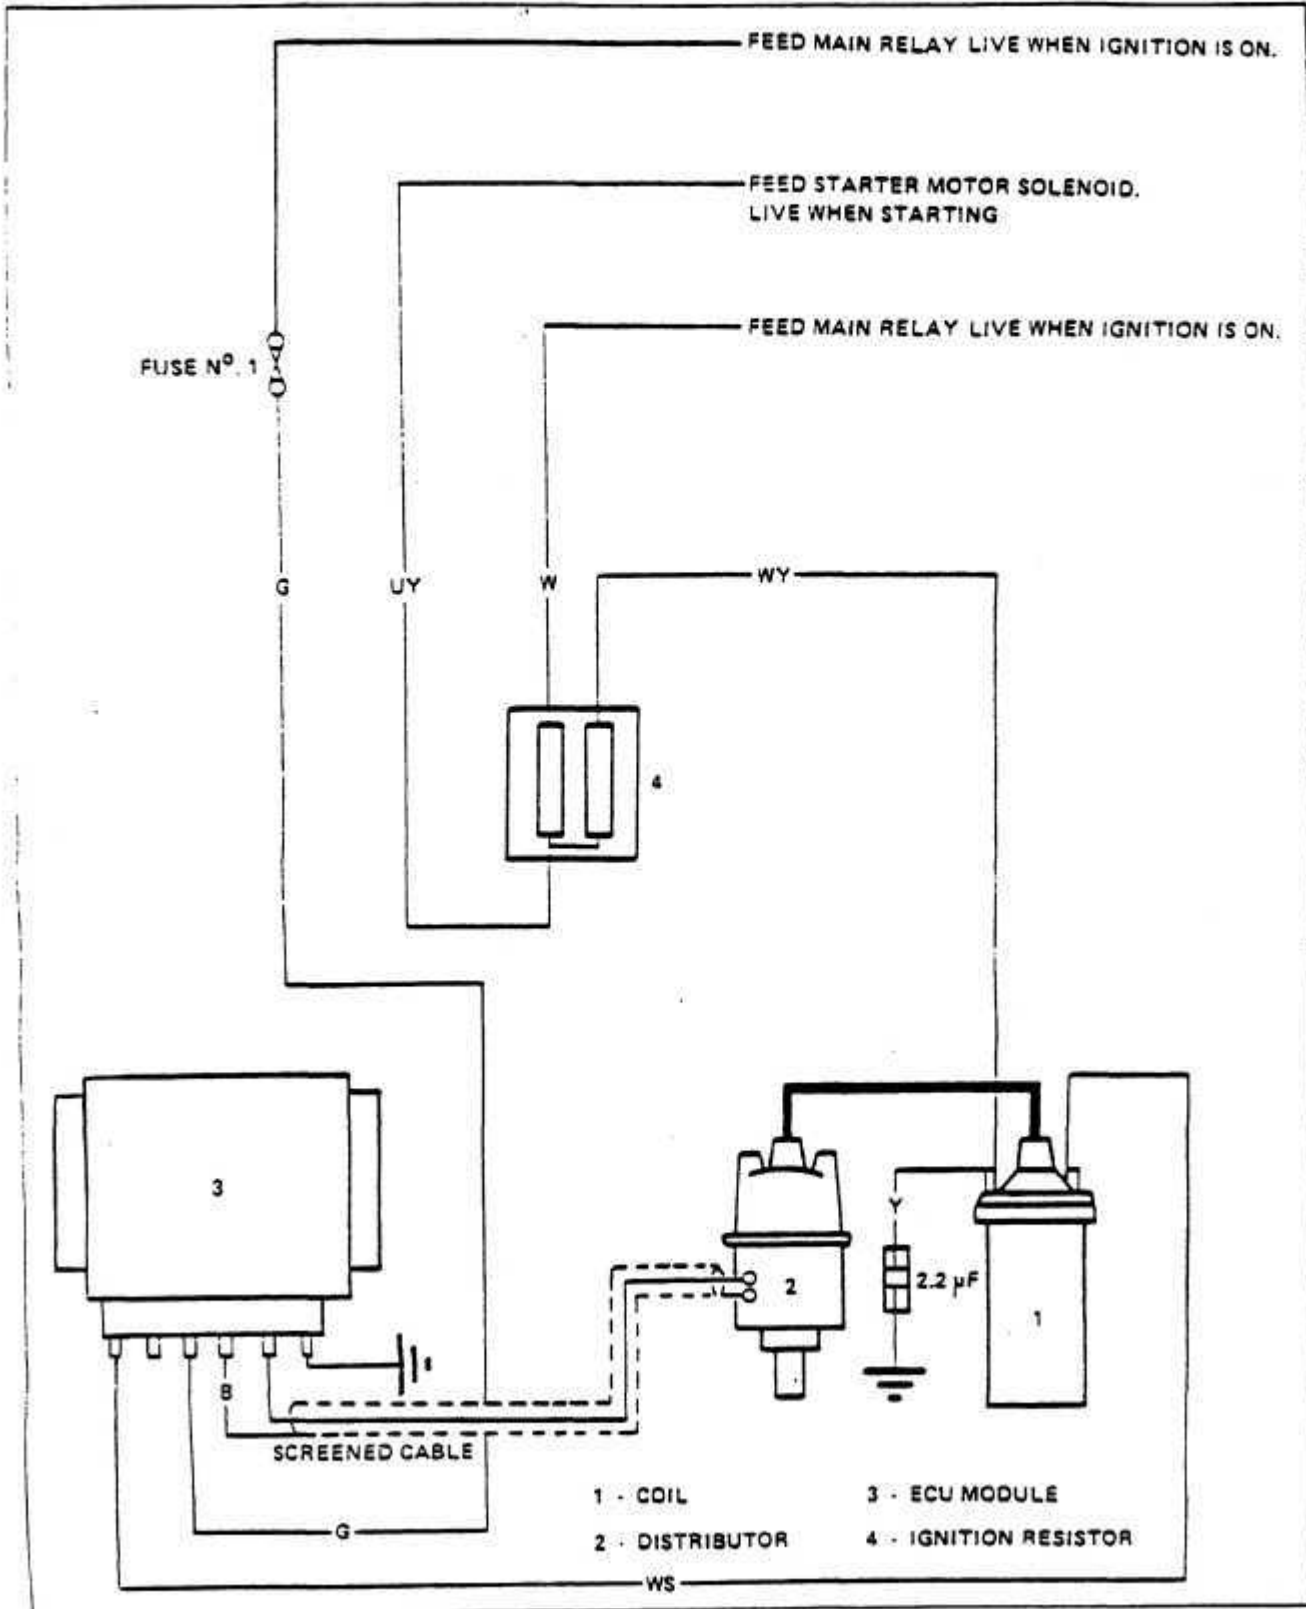 FEED MAIN RELAY LIVE WHEN IGNITION IS ON.
FEED STARTER MOTOR SOLENOID.
LIVE WHEN STARTING
FEED MAIN RELAY LIVE WHEN IGNITION IS ON.
FUSE Nº. 1
G
UY
W
WY
4
3
Y
2.2 µF
2
1
B
SCREENED CABLE
1 - COIL
3 - ECU MODULE
G
2 - DISTRIBUTOR
4 - IGNITION RESISTOR
WS